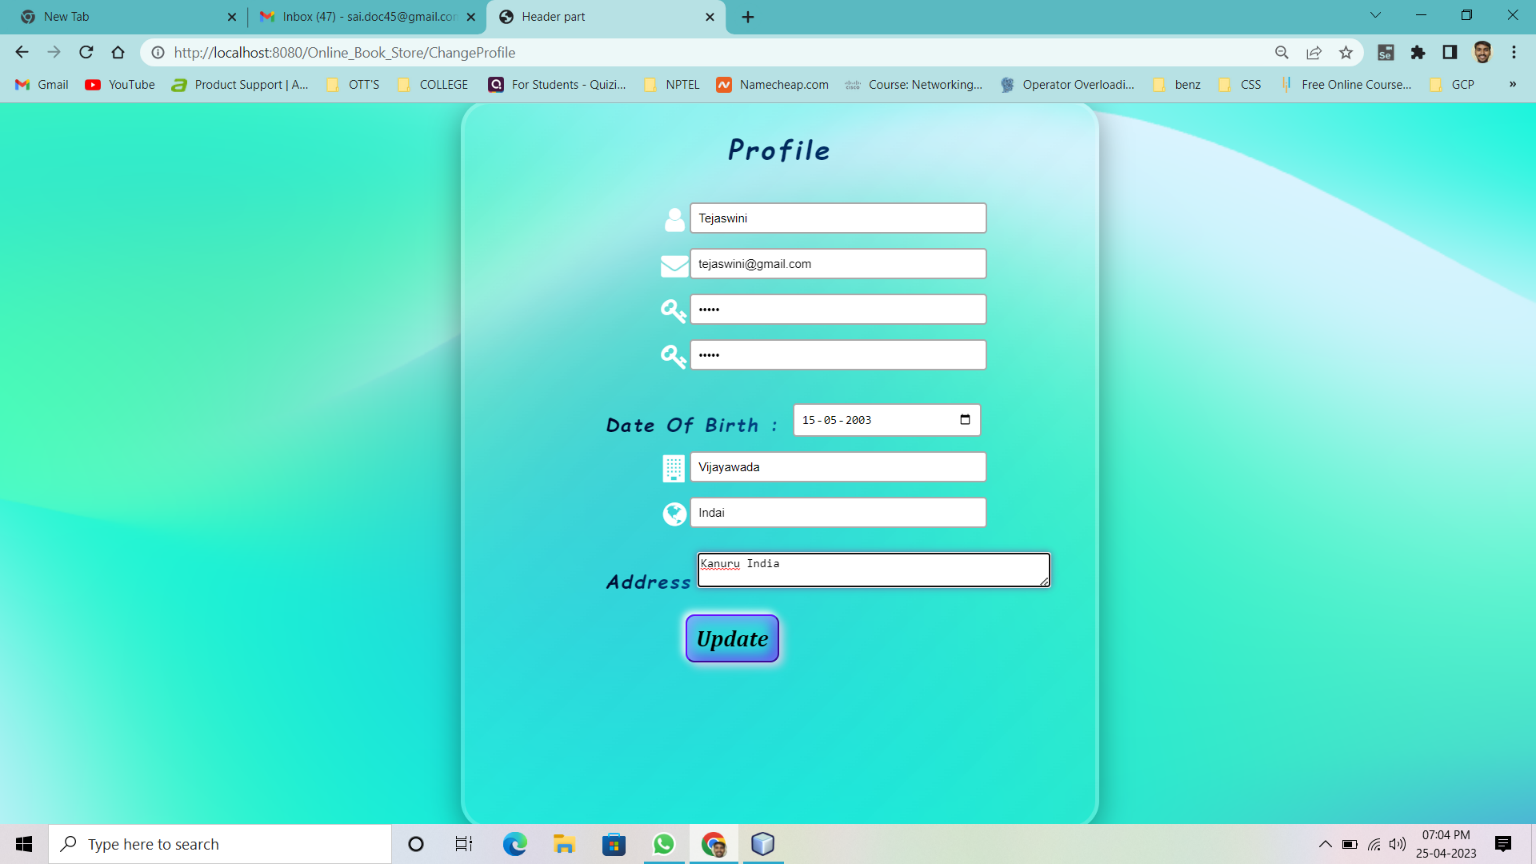 New Tab
Inbox (47) - sai.doc45@gmail.co
Header part
http://localhost:8080/Online_Book_Store/ChangeProfile
Gmail
YouTube
Product Support | A...
OTT'S
COLLEGE
For Students - Quizi...
NPTEL
Namecheap.com
Course: Networking...
Operator Overloadi...
benz
CSS
Free Online Course...
GCP
»
Profile
Tejaswini
tejaswini@gmail.com
•••••
•••••
Date Of Birth : 15-05-2003
Vijayawada
Indai
Address Kanuru India
Update
Type here to search
07:04 PM
25-04-2023